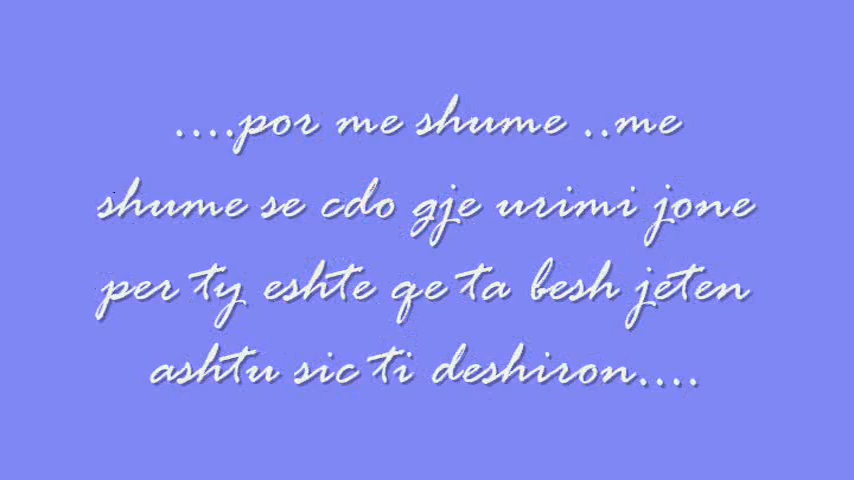 ....por me shume ..me
shume se cdo gje urimi jone
per ty eshte qe ta besh jeten
ashtu sic ti deshiron....